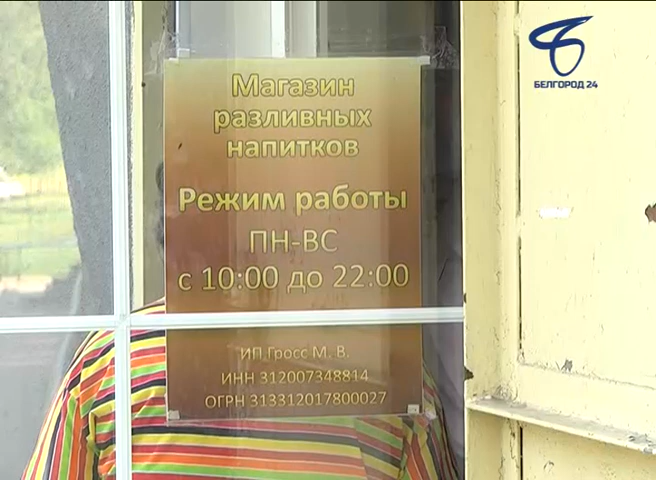 БЕЛГОРОД 24
Магазин
разливных
напитков
Режим работы
ПН-ВС
с 10:00 до 22:00
ИП Гросс М. В.
ИНН 312007348814
ОГРН 313312017800027